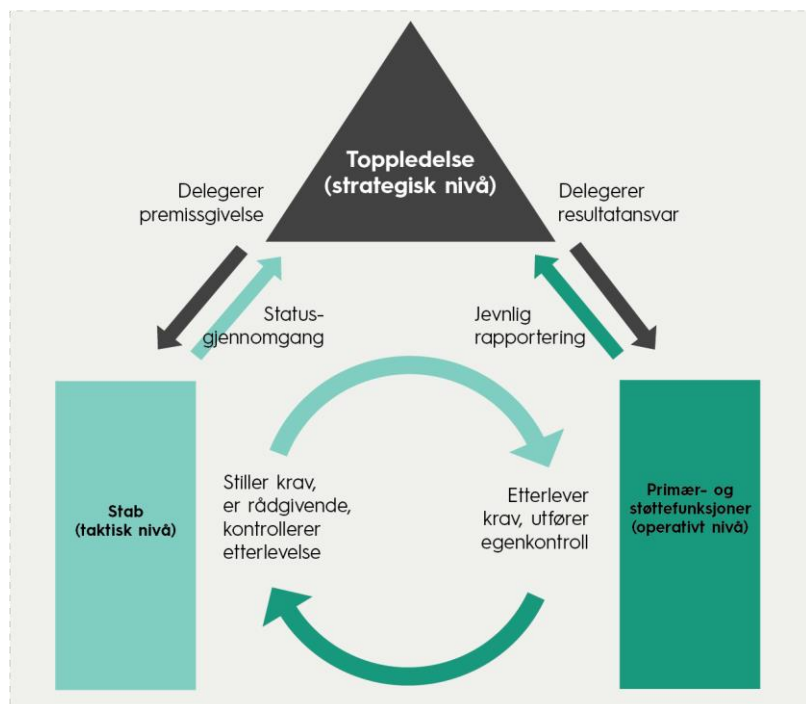 Toppledelse
(strategisk nivå)
Delegerer
premissgivelse
Delegerer
resultatansvar
Status-
gjennomgang
Jevnlig
rapportering
Stab
(taktisk nivå)
Stiller krav,
er rådgivende,
kontrollerer
etterlevelse
Etterlever
krav, utfører
egenkontroll
Primær- og
støttefunksjoner
(operativt nivå)